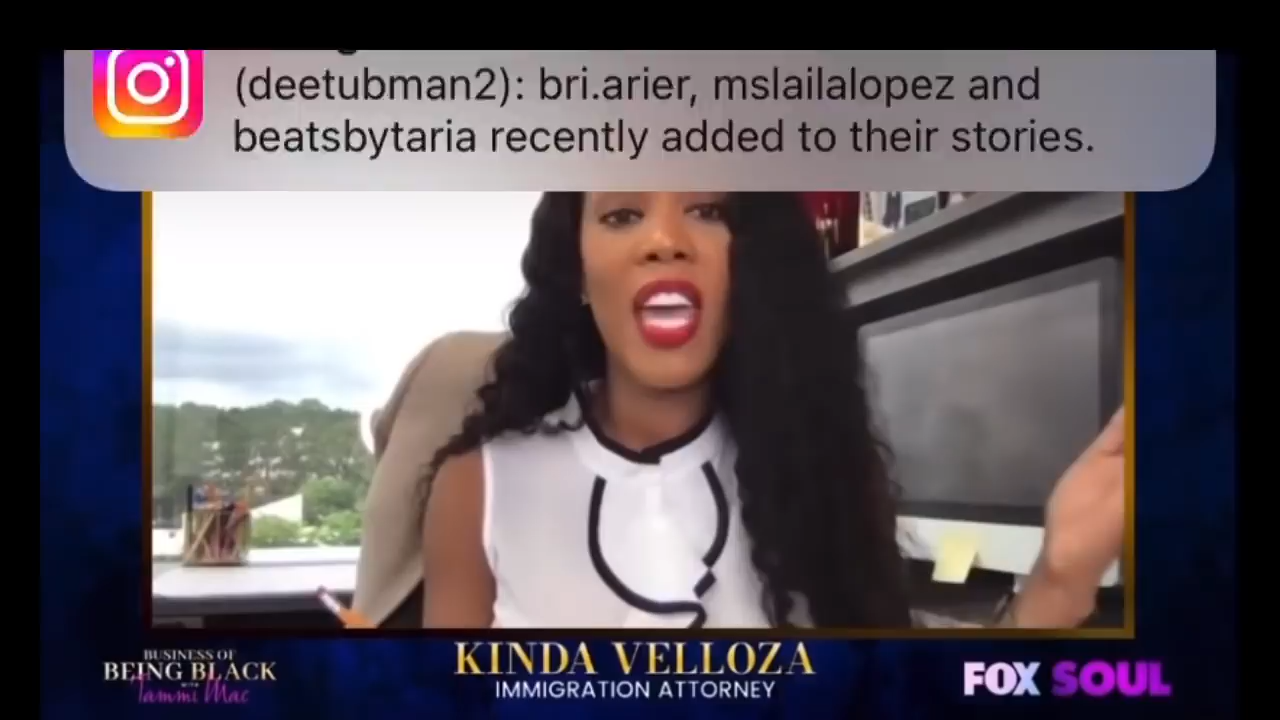 (deetubman2): bri.arier, mslailalopez and
beatsbytaria recently added to their stories.
BUSINESS OF
BEING BLACK
WITH
Tammi Mac
KINDA VELLOZA
IMMIGRATION ATTORNEY
FOX SOUL